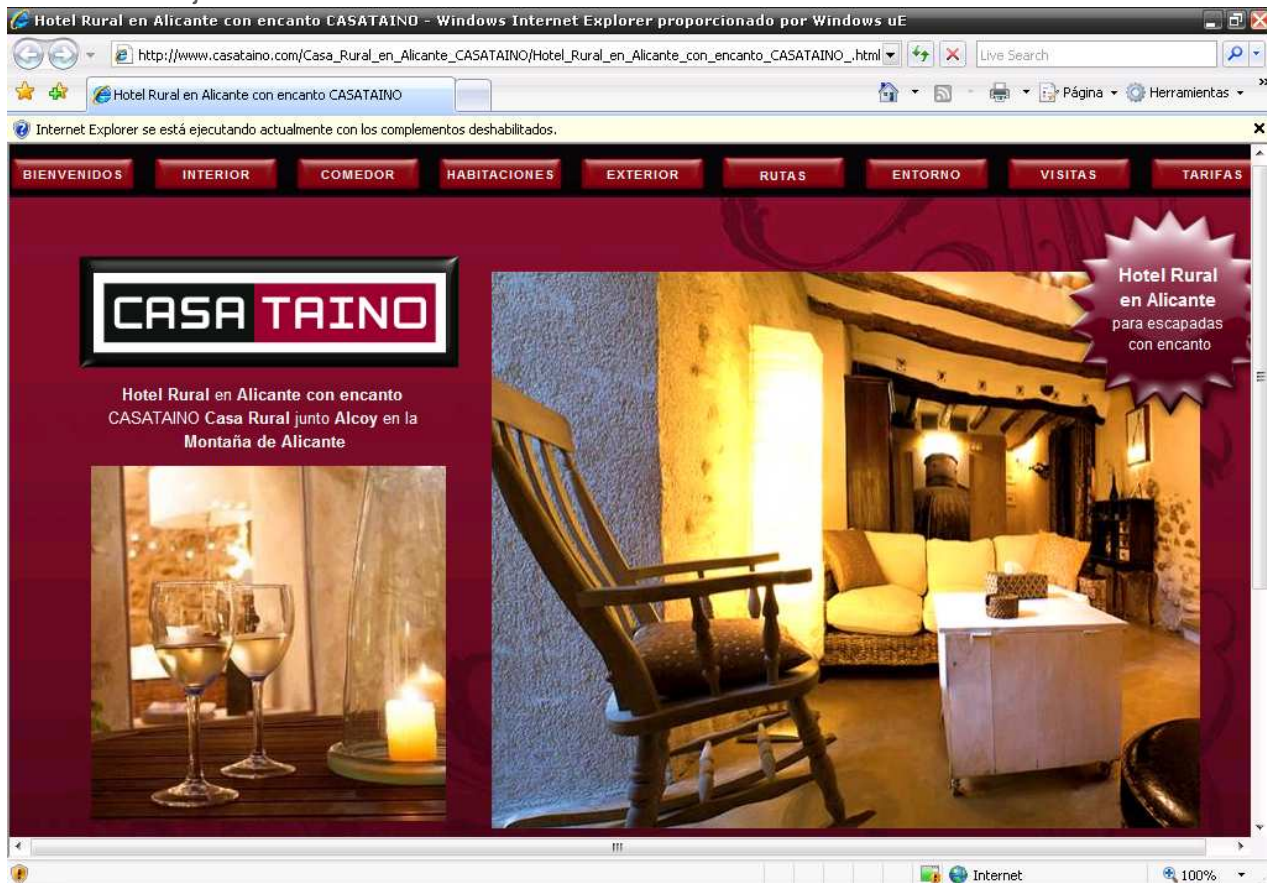 Hotel Rural en Alicante con encanto CASATAINO - Windows Internet Explorer proporcionado por Windows uE
http://www.casataino.com/Casa_Rural_en_Alicante_CASATAINO/Hotel_Rural_en_Alicante_con_encanto_CASATAINO_.html
Live Search
Hotel Rural en Alicante con encanto CASATAINO
Página
Herramientas
Internet Explorer se está ejecutando actualmente con los complementos deshabilitados.
BIENVENIDOS INTERIOR COMEDOR HABITACIONES EXTERIOR RUTAS ENTORNO VISITAS TARIFAS
CASA TAINO
Hotel Rural en Alicante con encanto
CASATAINO Casa Rural junto Alcoy en la
Montaña de Alicante
Hotel Rural
en Alicante
para escapadas
con encanto
Internet
100%